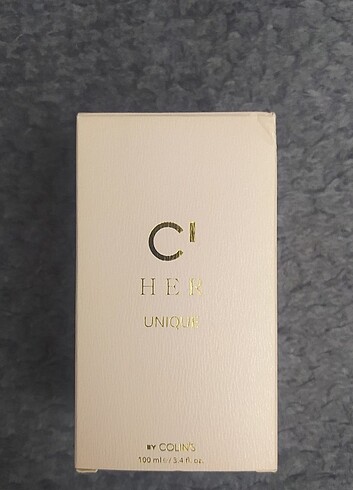 C'
HER
UNIQUE
BY COLIN'S
100 ml ℮ / 3.4 fl. oz.